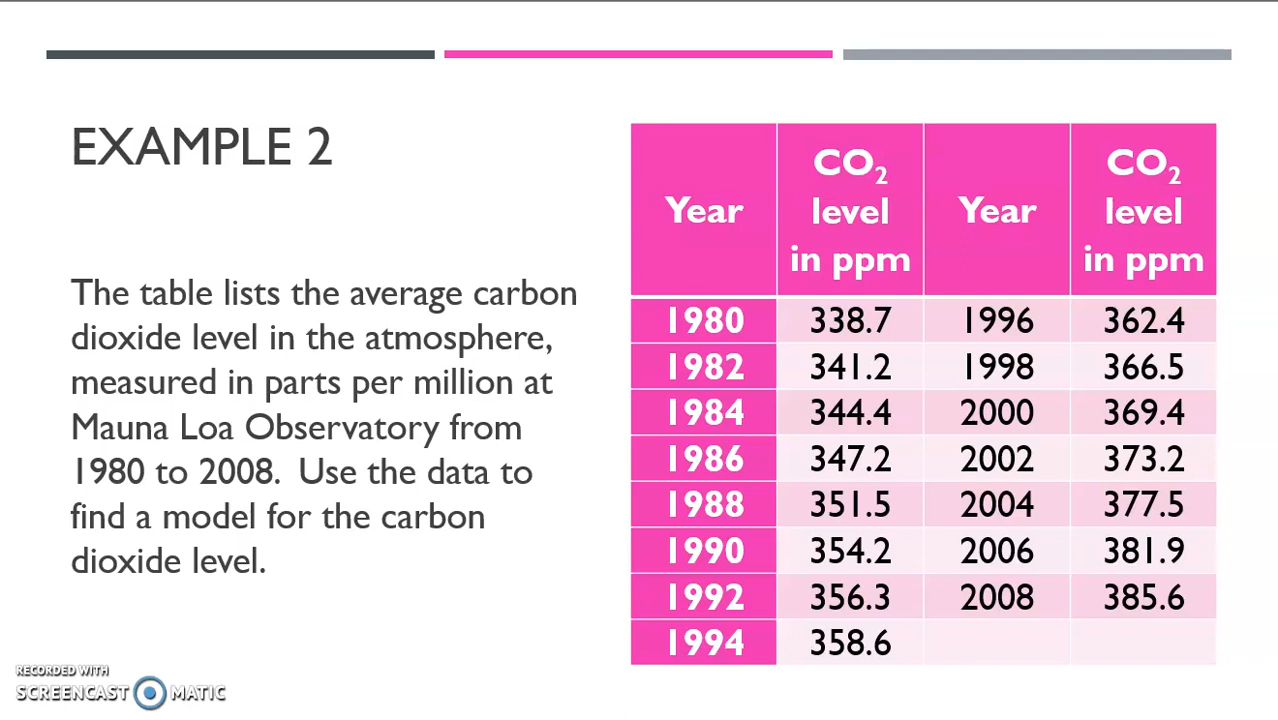 EXAMPLE 2
The table lists the average carbon
dioxide level in the atmosphere,
measured in parts per million at
Mauna Loa Observatory from
1980 to 2008. Use the data to
find a model for the carbon
dioxide level.
Year CO₂ level in ppm Year CO₂ level in ppm
1980 338.7 1996 362.4
1982 341.2 1998 366.5
1984 344.4 2000 369.4
1986 347.2 2002 373.2
1988 351.5 2004 377.5
1990 354.2 2006 381.9
1992 356.3 2008 385.6
1994 358.6
RECORDED WITH
SCREENCAST MATIC